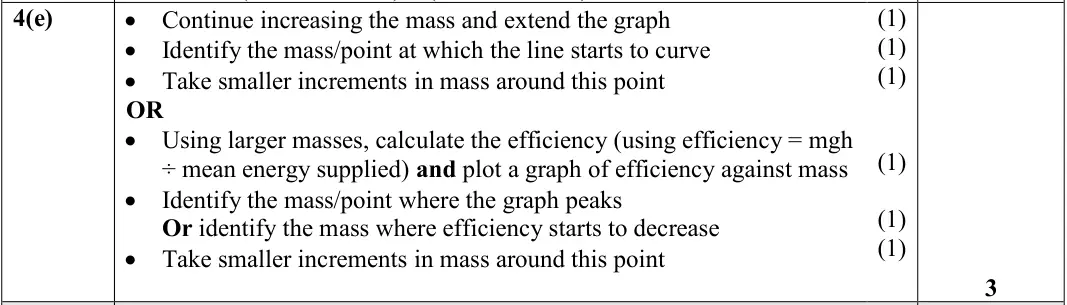 4(e)
• Continue increasing the mass and extend the graph (1)
• Identify the mass/point at which the line starts to curve (1)
• Take smaller increments in mass around this point (1)
OR
• Using larger masses, calculate the efficiency (using efficiency = mgh
÷ mean energy supplied) and plot a graph of efficiency against mass (1)
• Identify the mass/point where the graph peaks
Or identify the mass where efficiency starts to decrease (1)
• Take smaller increments in mass around this point (1)
3